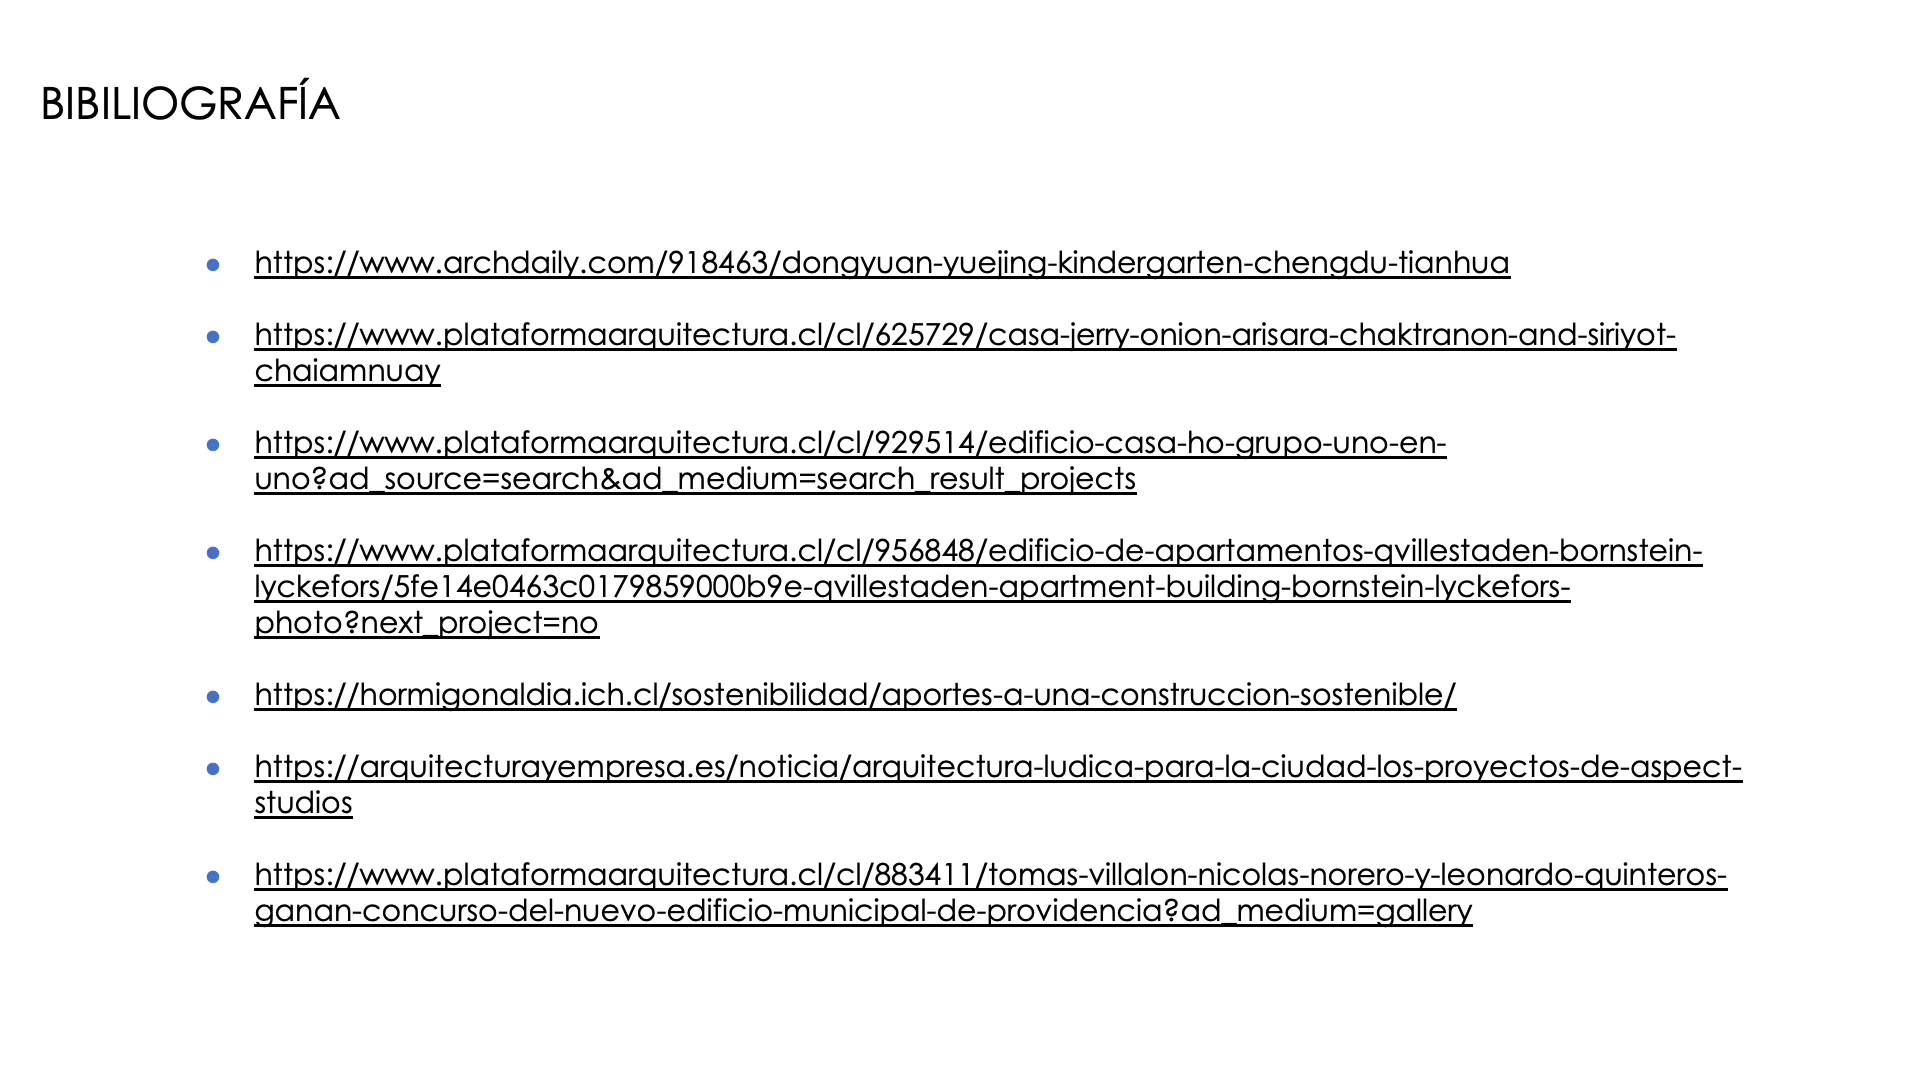 BIBILIOGRAFÍA
• https://www.archdaily.com/918463/dongyuan-yuejing-kindergarten-chengdu-tianhua
• https://www.plataformaarquitectura.cl/cl/625729/casa-jerry-onion-arisara-chaktranon-and-siriyot-
chaiamnuay
• https://www.plataformaarquitectura.cl/cl/929514/edificio-casa-ho-grupo-uno-en-
uno?ad_source=search&ad_medium=search_result_projects
• https://www.plataformaarquitectura.cl/cl/956848/edificio-de-apartamentos-qvillestaden-bornstein-
lyckefors/5fe14e0463c0179859000b9e-qvillestaden-apartment-building-bornstein-lyckefors-
photo?next_project=no
• https://hormigonaldia.ich.cl/sostenibilidad/aportes-a-una-construccion-sostenible/
• https://arquitecturayempresa.es/noticia/arquitectura-ludica-para-la-ciudad-los-proyectos-de-aspect-
studios
• https://www.plataformaarquitectura.cl/cl/883411/tomas-villalon-nicolas-norero-y-leonardo-quinteros-
ganan-concurso-del-nuevo-edificio-municipal-de-providencia?ad_medium=gallery